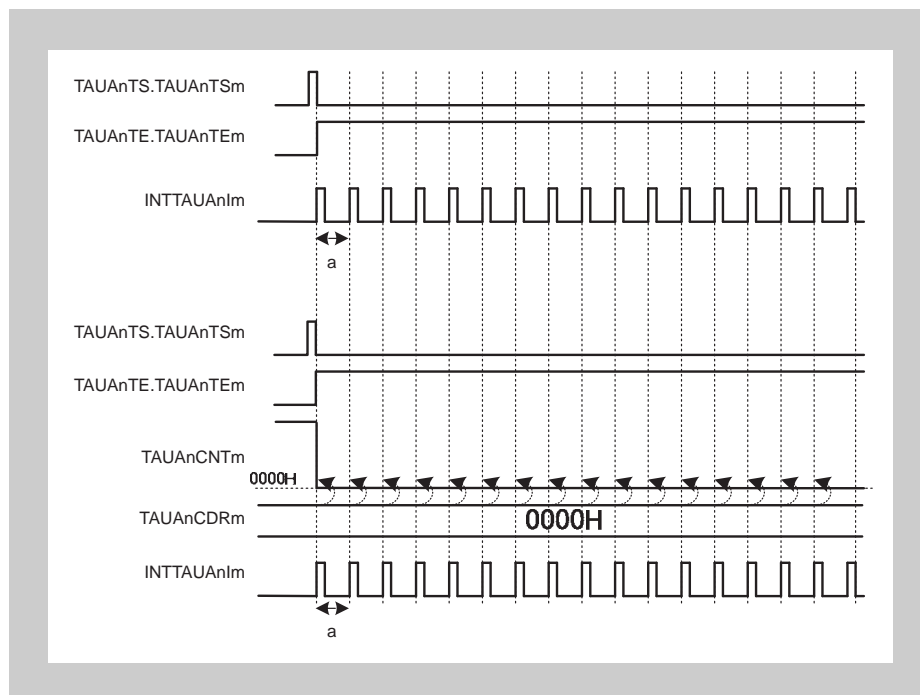 TAUAnTS.TAUAnTSm
TAUAnTE.TAUAnTEm
INTTAUAnIm
a
TAUAnTS.TAUAnTSm
TAUAnTE.TAUAnTEm
TAUAnCNTm
0000H
TAUAnCDRm
0000H
INTTAUAnIm
a